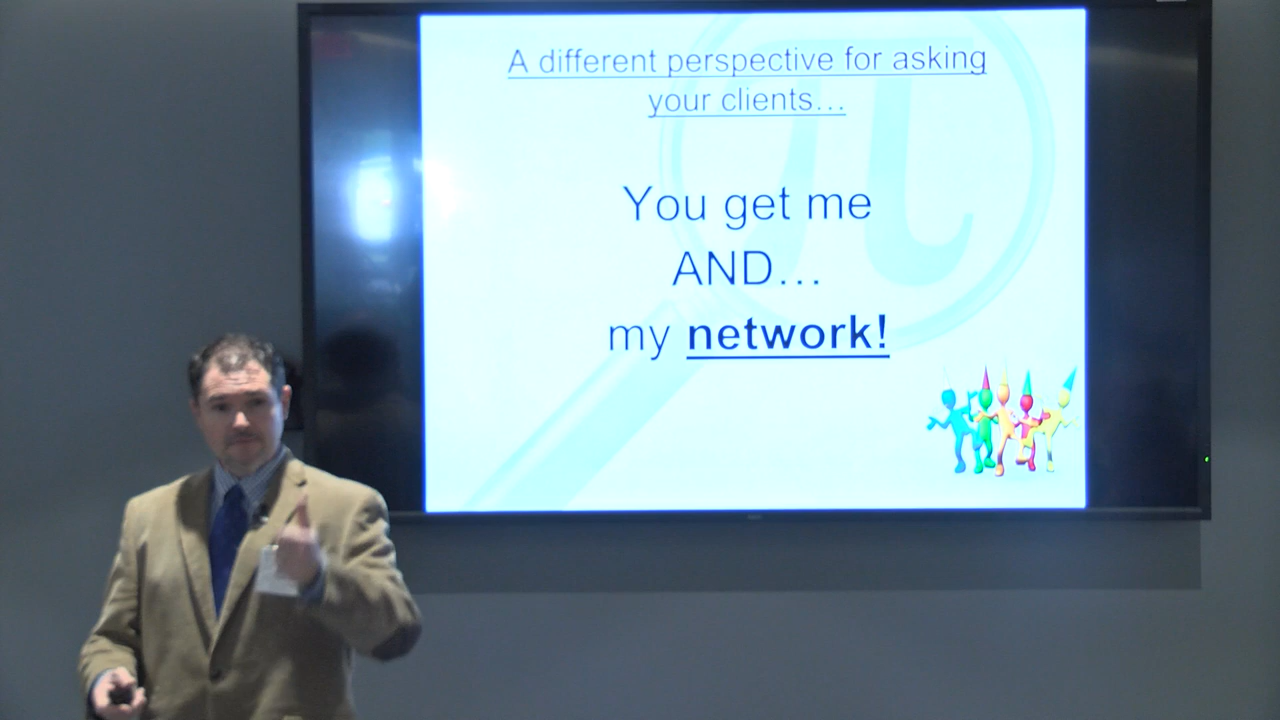 A different perspective for asking
your clients...
You get me
AND...
my network!